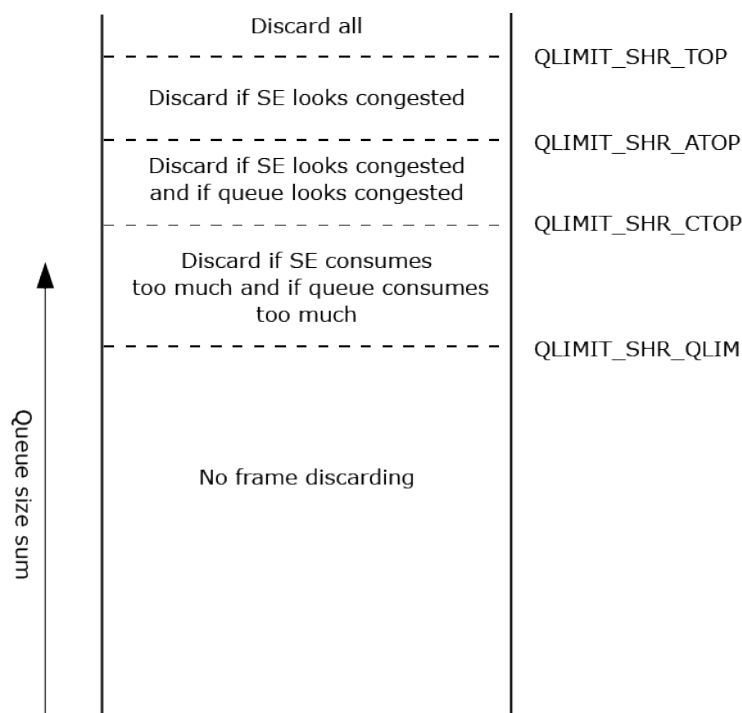 Discard all
QLIMIT_SHR_TOP
Discard if SE looks congested
QLIMIT_SHR_ATOP
Discard if SE looks congested
and if queue looks congested
QLIMIT_SHR_CTOP
Discard if SE consumes
too much and if queue consumes
too much
QLIMIT_SHR_QLIM
Queue size sum
No frame discarding